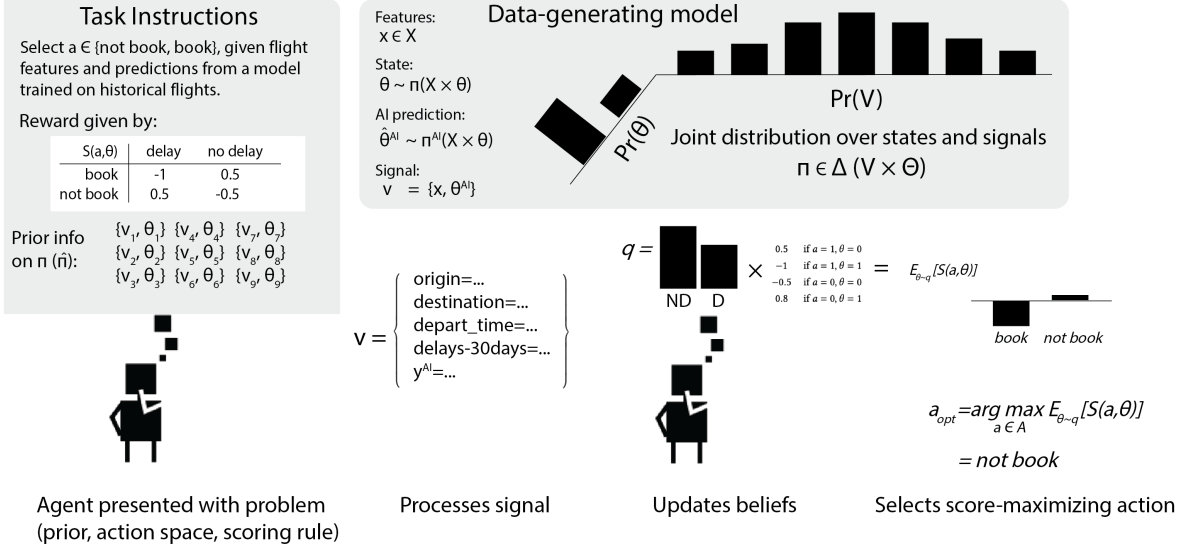 Task Instructions
Select a ∈ {not book, book}, given flight
features and predictions from a model
trained on historical flights.
Reward given by:
S(a,θ) delay no delay
book -1 0.5
not book 0.5 -0.5
Prior info
on π (π̂):
{v₁, θ₁} {v₄, θ₄} {v₇, θ₇}
{v₂, θ₂} {v₅, θ₅} {v₈, θ₈}
{v₃, θ₃} {v₆, θ₆} {v₉, θ₉}
Data-generating model
Features:
x ∈ X
State:
θ ~ π(X × θ)
AI prediction:
θ̂ᴬᴵ ~ πᴬᴵ(X × θ)
Signal:
v = {x, θᴬᴵ}
Pr(θ)
Pr(V)
Joint distribution over states and signals
π ∈ Δ (V × Θ)
v =
origin=...
destination=...
depart_time=...
delays-30days=...
yᴬᴵ=...
q =
ND D
×
0.5 if a = 1, θ = 0
−1 if a = 1, θ = 1
−0.5 if a = 0, θ = 0
0.8 if a = 0, θ = 1
=
E_θ~q[S(a,θ)]
book not book
a_opt=arg max E_θ~q[S(a,θ)]
a ∈ A
= not book
Agent presented with problem
(prior, action space, scoring rule)
Processes signal
Updates beliefs
Selects score-maximizing action